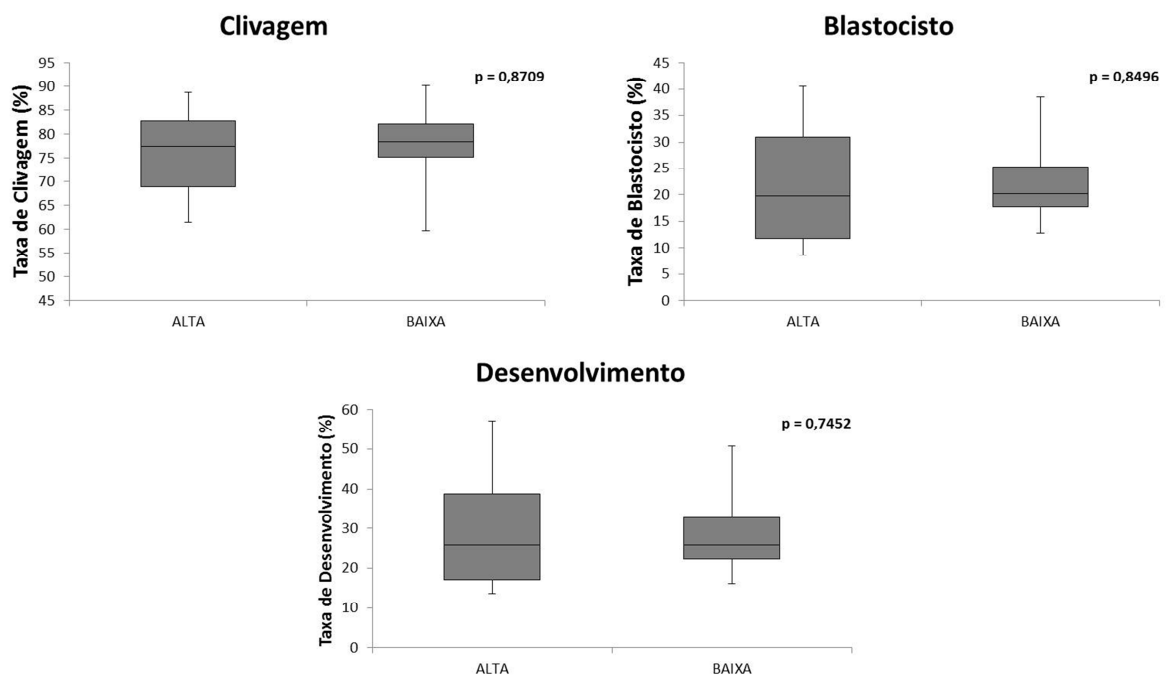 Clivagem
p = 0,8709
Taxa de Clivagem (%)
95
90
85
80
75
70
65
60
55
50
45
ALTA BAIXA
Blastocisto
p = 0,8496
Taxa de Blastocisto (%)
45
40
35
30
25
20
15
10
5
0
ALTA BAIXA
Desenvolvimento
p = 0,7452
Taxa de Desenvolvimento (%)
60
50
40
30
20
10
0
ALTA BAIXA